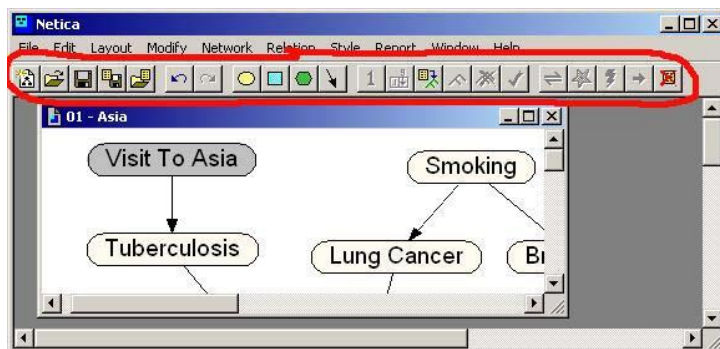 Netica
File Edit Layout Modify Network Relation Style Report Window Help
1
01 - Asia
Visit To Asia
Smoking
Tuberculosis
Lung Cancer
Br